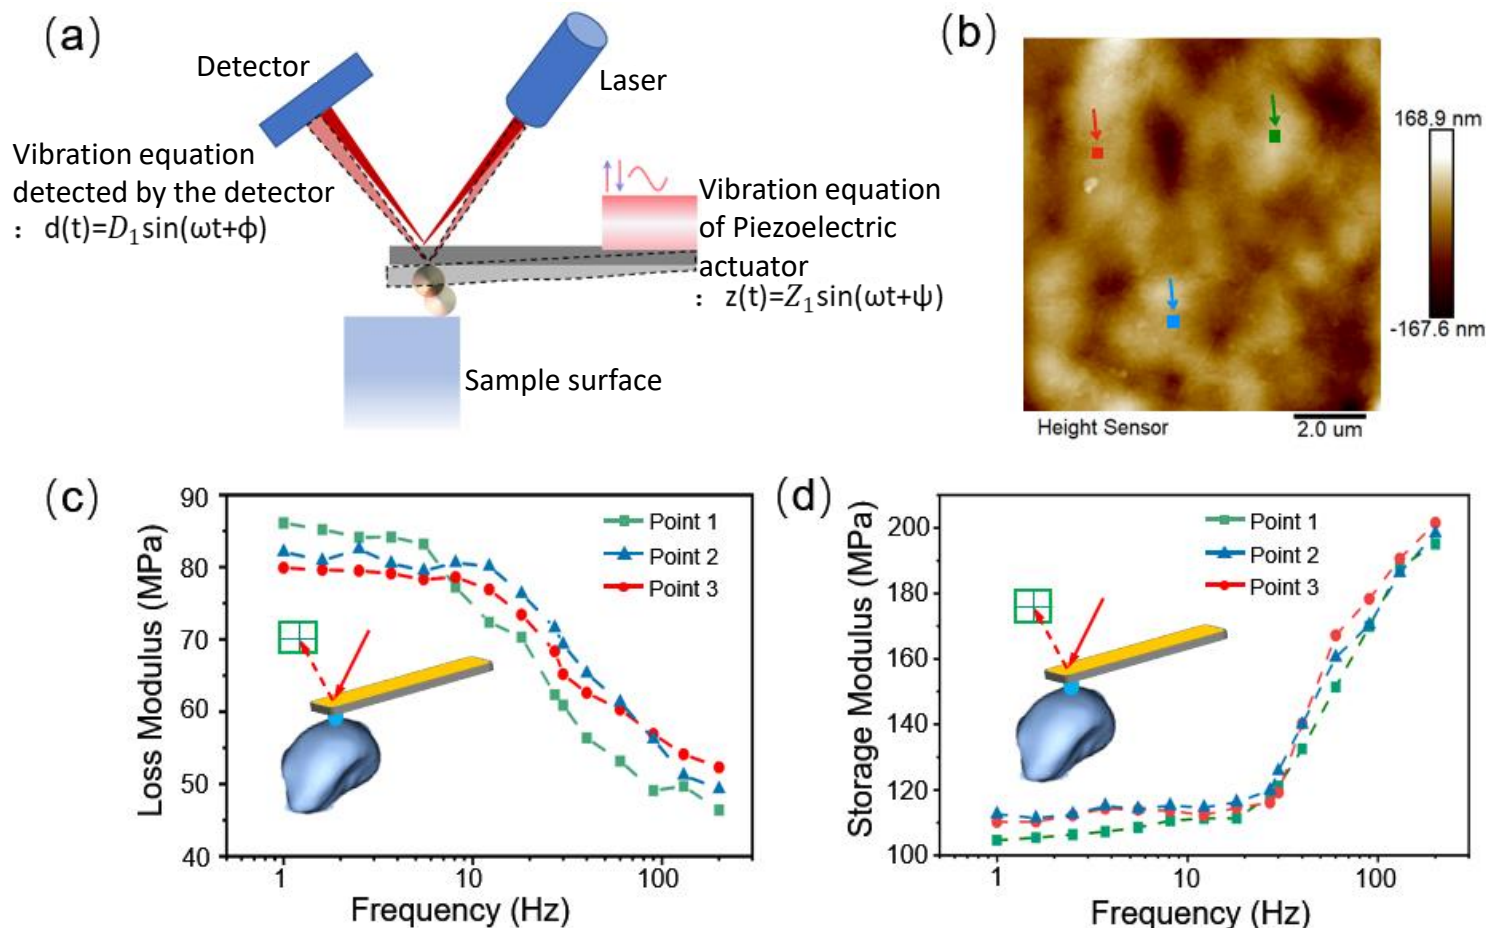 (a)
Detector
Laser
Vibration equation
detected by the detector
: d(t)=D₁sin(ωt+ϕ)
Vibration equation
of Piezoelectric
actuator
: z(t)=Z₁sin(ωt+ψ)
Sample surface
(b)
168.9 nm
-167.6 nm
Height Sensor
2.0 um
(c)
90
80
70
60
50
40
Loss Modulus (MPa)
Point 1
Point 2
Point 3
1
10
100
Frequency (Hz)
(d)
200
180
160
140
120
100
Storage Modulus (MPa)
Point 1
Point 2
Point 3
1
10
100
Frequency (Hz)